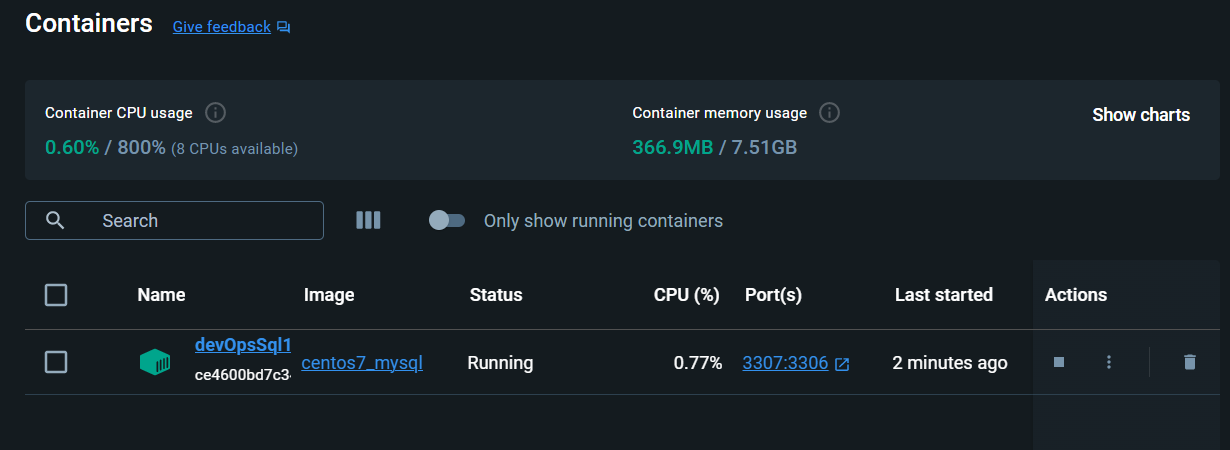 Containers Give feedback
Container CPU usage
0.60% / 800% (8 CPUs available)
Container memory usage
366.9MB / 7.51GB
Show charts
Search
Only show running containers
Name Image Status CPU (%) Port(s) Last started Actions
devOpsSql1
ce4600bd7c3
centos7_mysql Running 0.77% 3307:3306 2 minutes ago